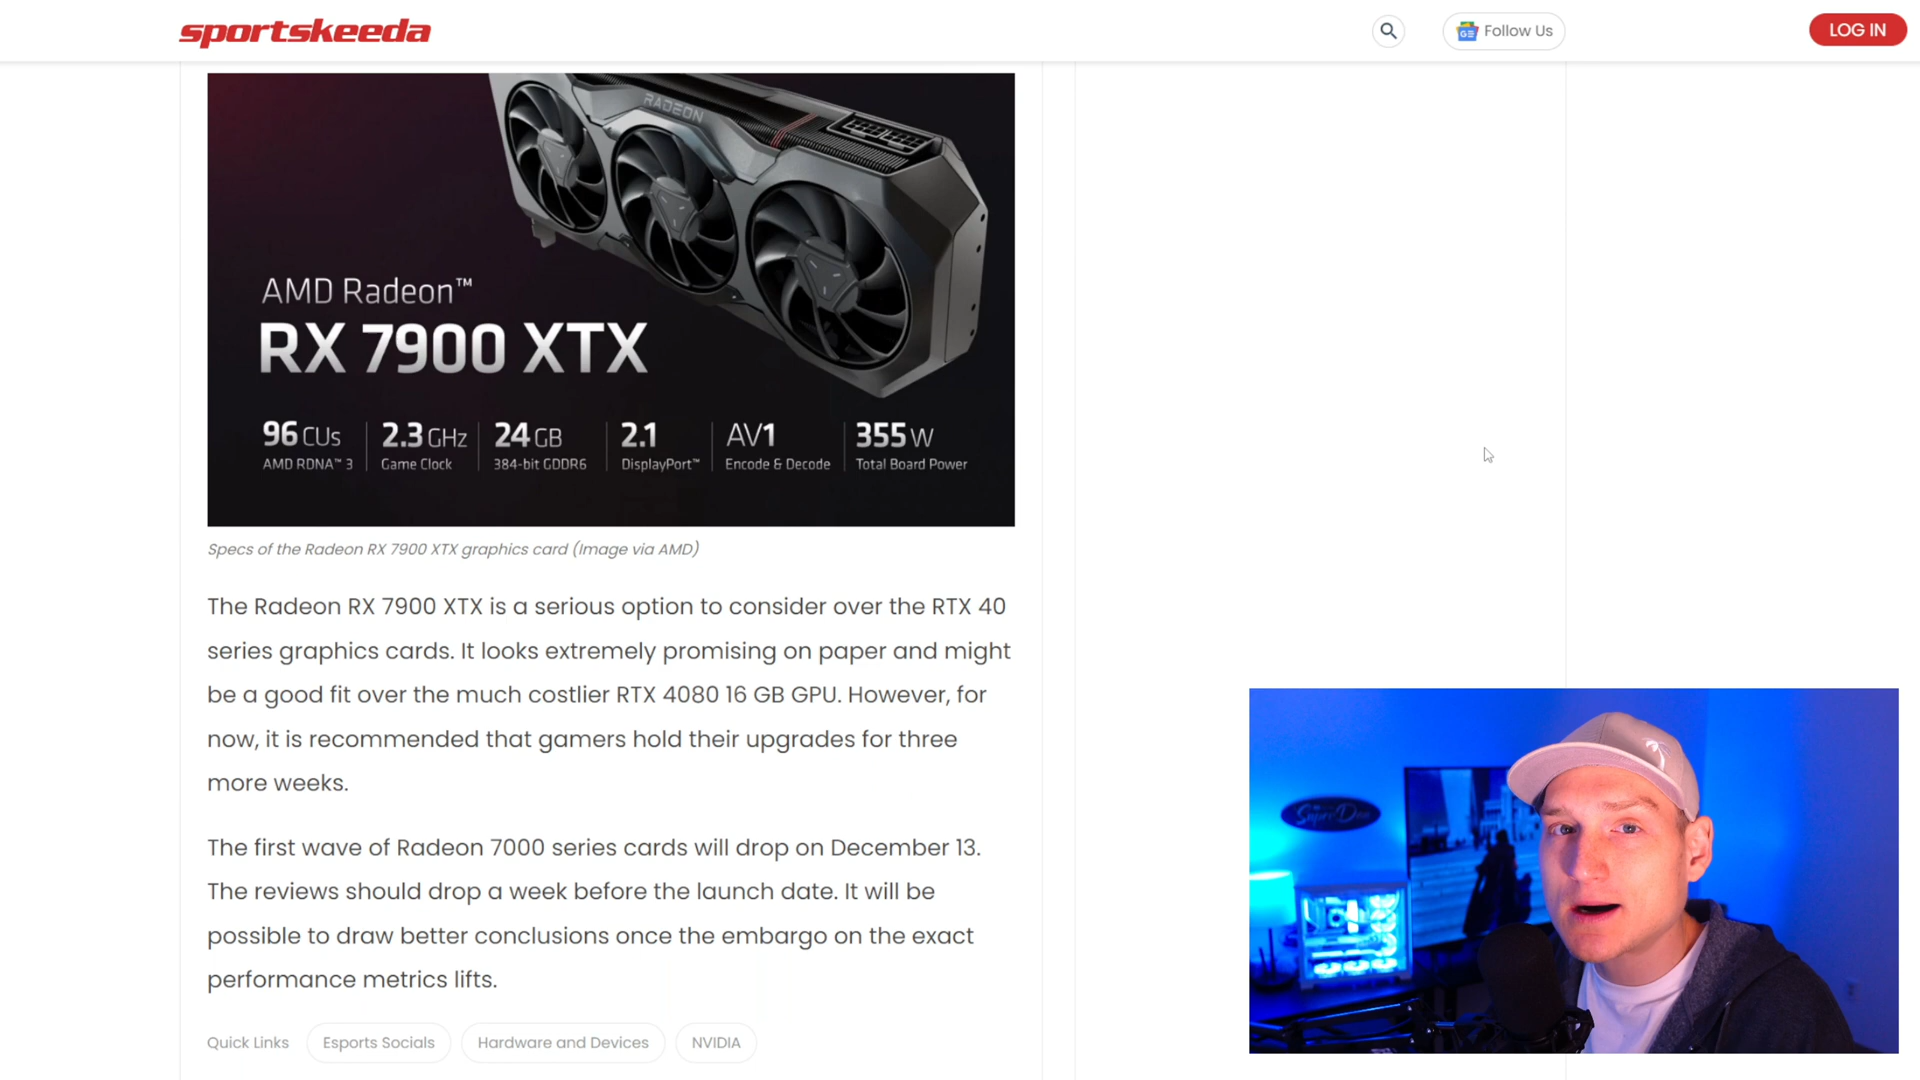 sportskeeda
Follow Us
LOG IN
RADEON
AMD Radeon™
RX 7900 XTX
96 CUs
AMD RDNA™ 3
2.3 GHz
Game Clock
24 GB
384-bit GDDR6
2.1
DisplayPort™
AV1
Encode & Decode
355W
Total Board Power
Specs of the Radeon RX 7900 XTX graphics card (Image via AMD)
The Radeon RX 7900 XTX is a serious option to consider over the RTX 40
series graphics cards. It looks extremely promising on paper and might
be a good fit over the much costlier RTX 4080 16 GB GPU. However, for
now, it is recommended that gamers hold their upgrades for three
more weeks.
The first wave of Radeon 7000 series cards will drop on December 13.
The reviews should drop a week before the launch date. It will be
possible to draw better conclusions once the embargo on the exact
performance metrics lifts.
Quick Links
Esports Socials
Hardware and Devices
NVIDIA